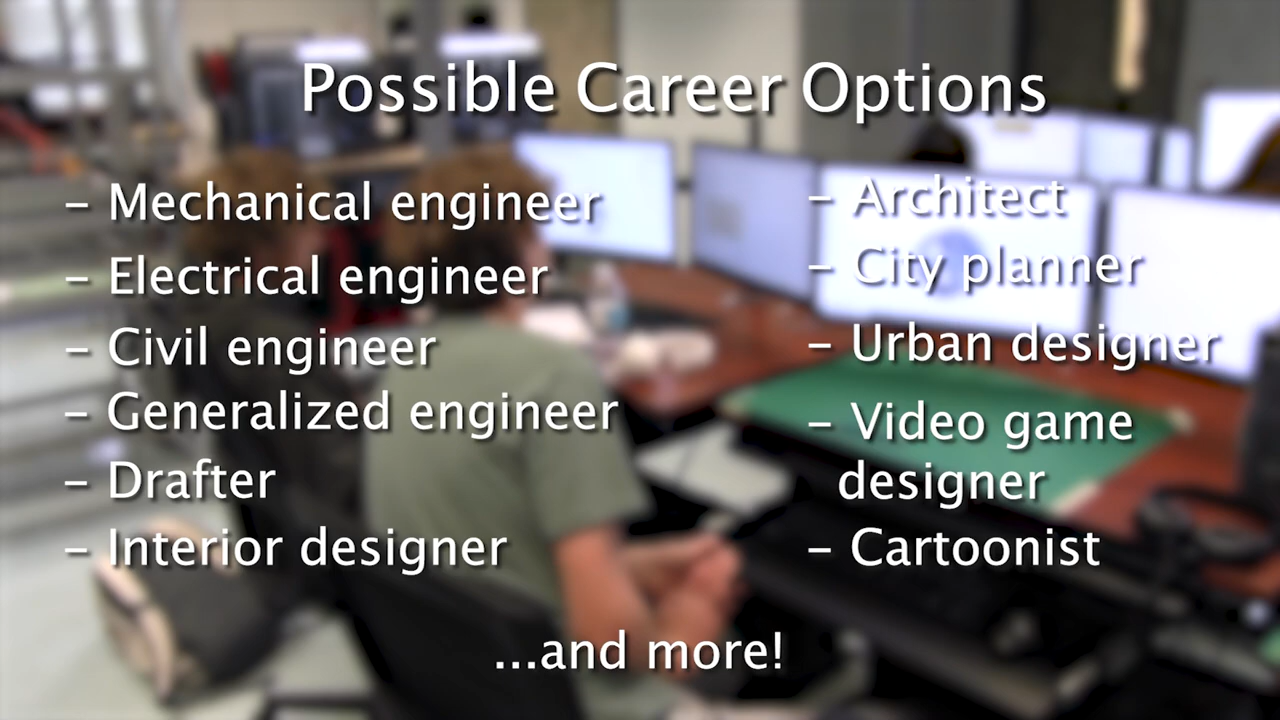 Possible Career Options
– Mechanical engineer
– Electrical engineer
– Civil engineer
– Generalized engineer
– Drafter
– Interior designer
– Architect
– City planner
– Urban designer
– Video game
designer
– Cartoonist
...and more!